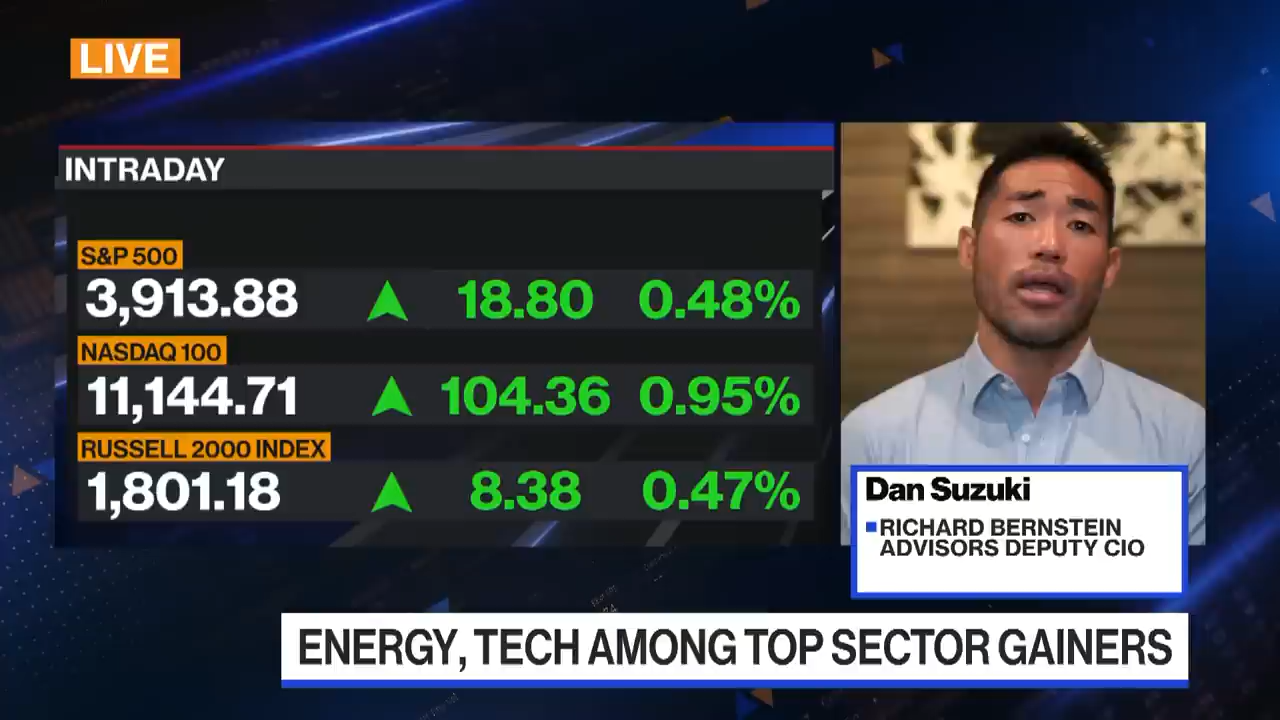 LIVE
INTRADAY
S&P 500
3,913.88 18.80 0.48%
NASDAQ 100
11,144.71 104.36 0.95%
RUSSELL 2000 INDEX
1,801.18 8.38 0.47%
Dan Suzuki
RICHARD BERNSTEIN
ADVISORS DEPUTY CIO
ENERGY, TECH AMONG TOP SECTOR GAINERS